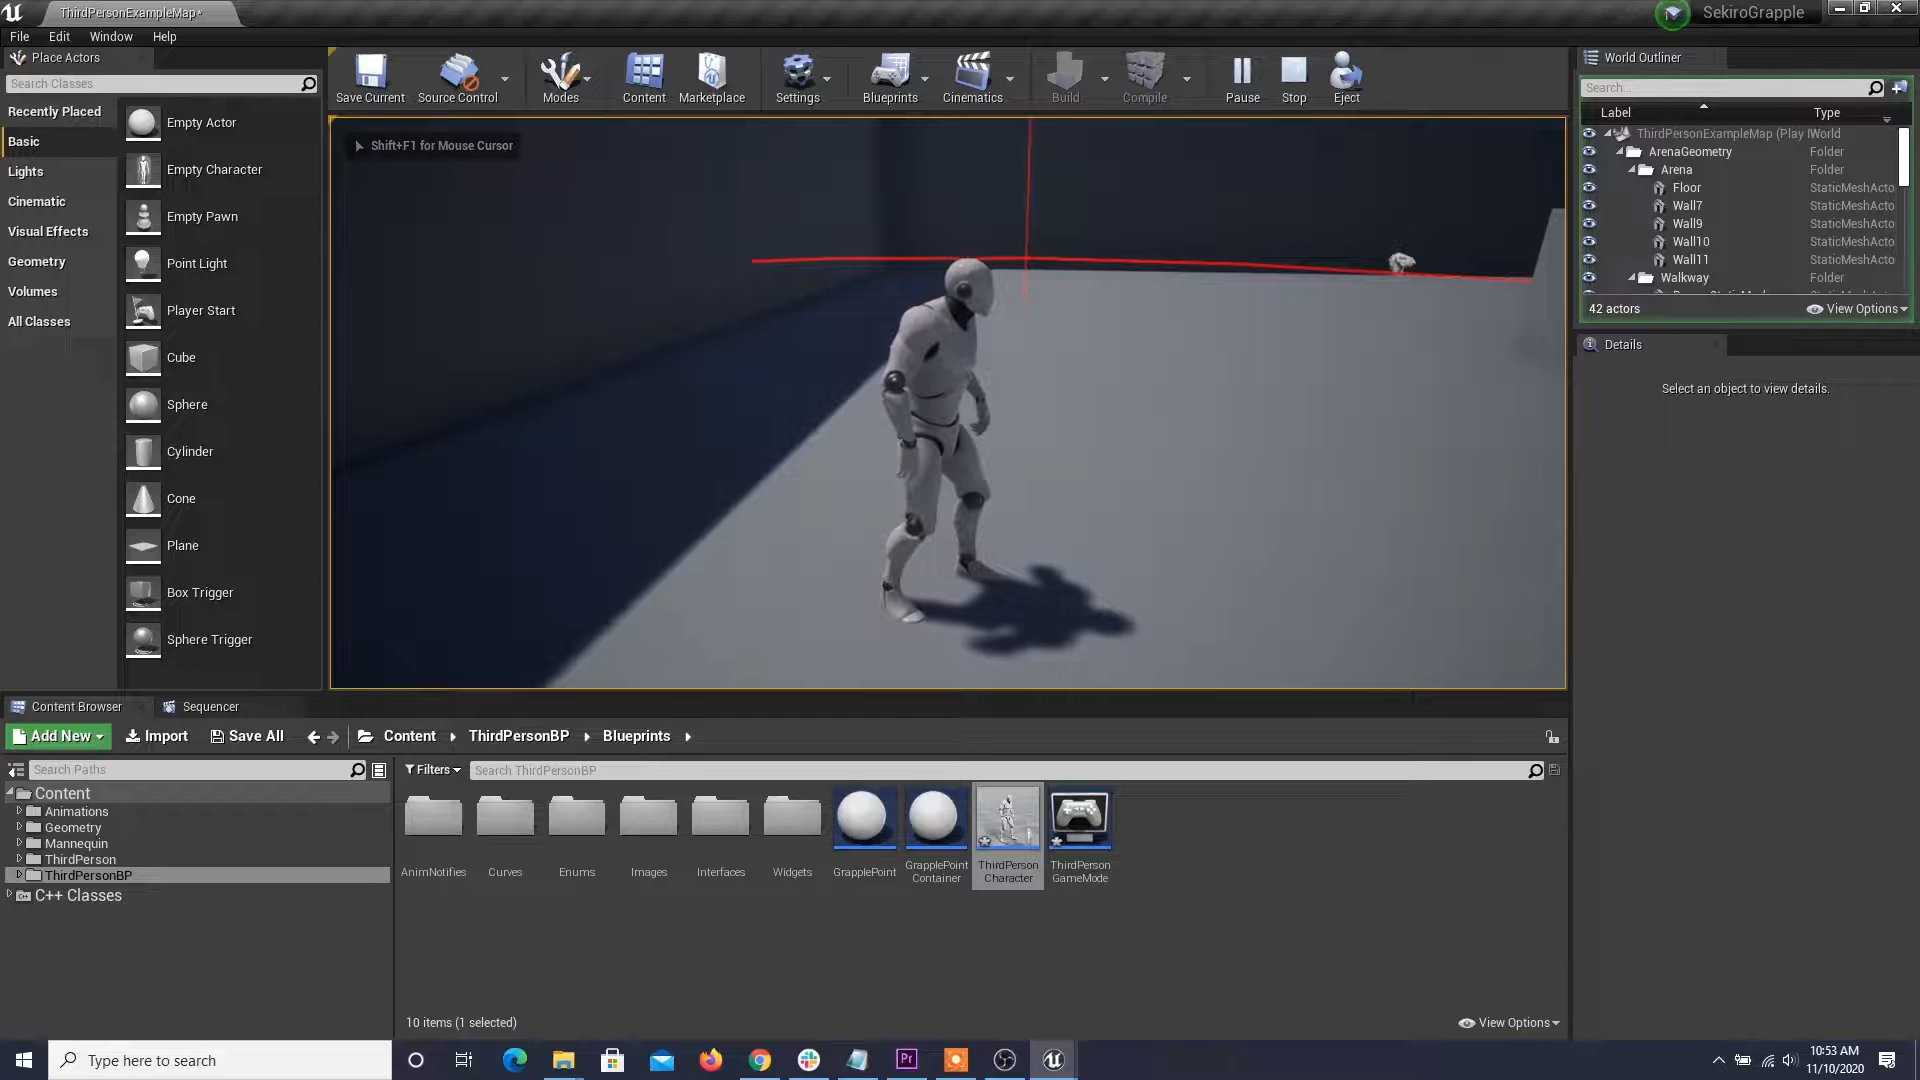 ThirdPersonExampleMap*
SekiroGrapple
File Edit Window Help
Place Actors
Search Classes
Recently Placed
Basic
Lights
Cinematic
Visual Effects
Geometry
Volumes
All Classes
Empty Actor
Empty Character
Empty Pawn
Point Light
Player Start
Cube
Sphere
Cylinder
Cone
Plane
Box Trigger
Sphere Trigger
Save Current
Source Control
Modes
Content
Marketplace
Settings
Blueprints
Cinematics
Build
Compile
Pause
Stop
Eject
Shift+F1 for Mouse Cursor
World Outliner
Search...
Label Type
ThirdPersonExampleMap (Play I World
ArenaGeometry Folder
Arena Folder
Floor StaticMeshActo
Wall7 StaticMeshActo
Wall9 StaticMeshActo
Wall10 StaticMeshActo
Wall11 StaticMeshActo
Walkway Folder
42 actors View Options
Details
Select an object to view details.
Content Browser Sequencer
Add New Import Save All Content ThirdPersonBP Blueprints
Search Paths
Filters Search ThirdPersonBP
Content
Animations
Geometry
Mannequin
ThirdPerson
ThirdPersonBP
C++ Classes
AnimNotifies
Curves
Enums
Images
Interfaces
Widgets
GrapplePoint
GrapplePoint
Container
ThirdPerson
Character
ThirdPerson
GameMode
10 items (1 selected) View Options
Type here to search
Pr
10:53 AM
11/10/2020